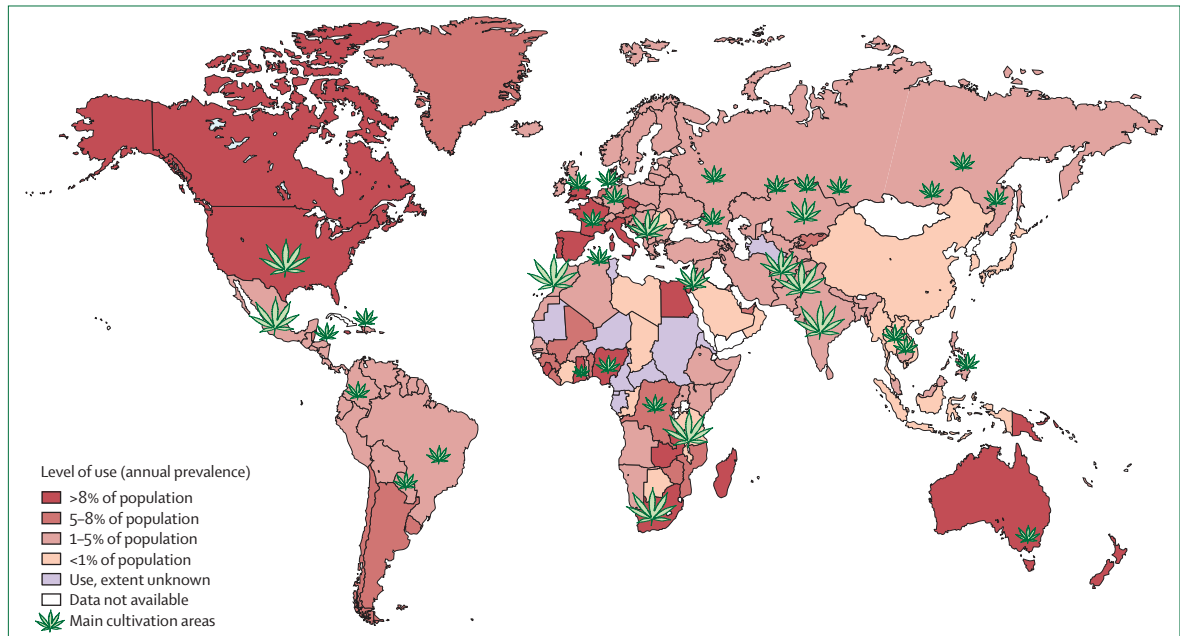 Level of use (annual prevalence)
>8% of population
5–8% of population
1–5% of population
<1% of population
Use, extent unknown
Data not available
Main cultivation areas